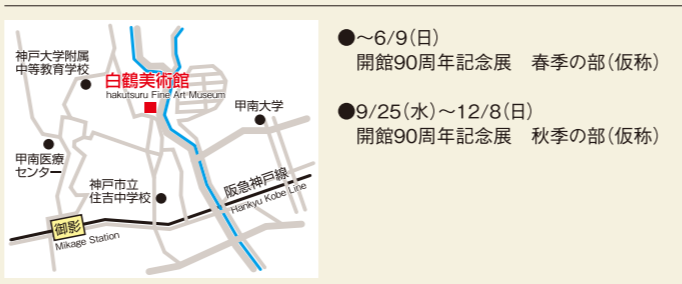 神戸大学附属
中等教育学校
白鶴美術館
hakutsuru Fine Art Museum
甲南大学
甲南医療
センター
神戸市立
住吉中学校
阪急神戸線
Hankyu Kobe Line
御影
Mikage Station
●～6/9(日)
開館90周年記念展　春季の部(仮称)
●9/25(水)～12/8(日)
開館90周年記念展　秋季の部(仮称)